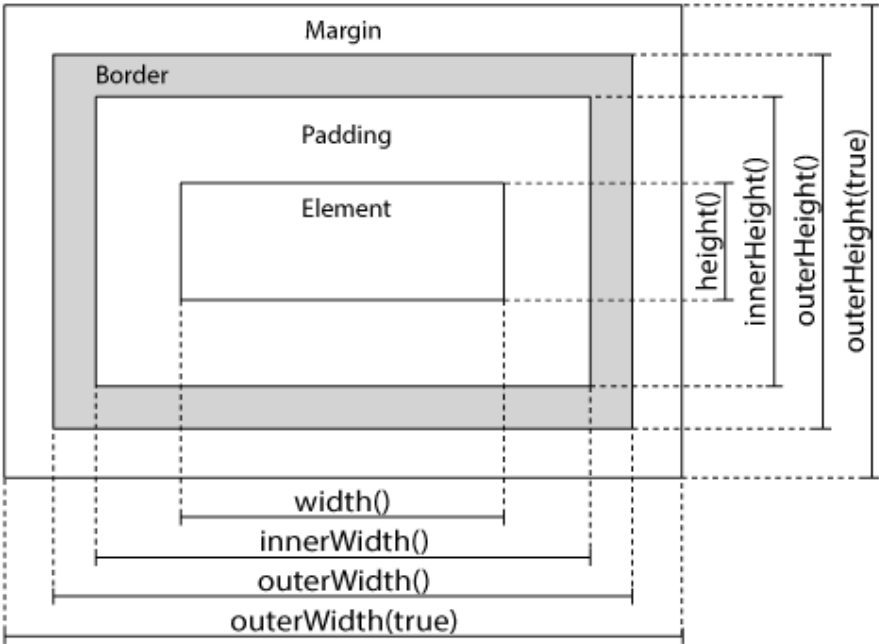 Margin
Border
Padding
Element
height()
innerHeight()
outerHeight()
outerHeight(true)
width()
innerWidth()
outerWidth()
outerWidth(true)